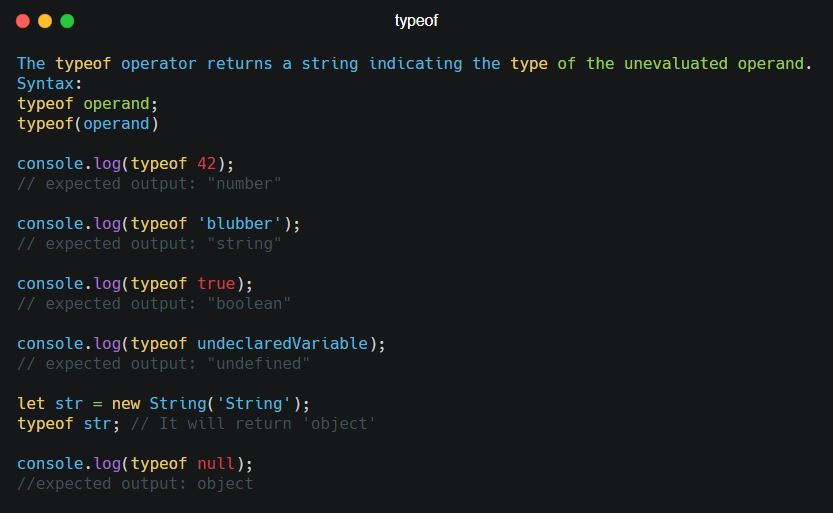 typeof
The typeof operator returns a string indicating the type of the unevaluated operand.
Syntax:
typeof operand;
typeof(operand)
console.log(typeof 42);
// expected output: "number"
console.log(typeof 'blubber');
// expected output: "string"
console.log(typeof true);
// expected output: "boolean"
console.log(typeof undeclaredVariable);
// expected output: "undefined"
let str = new String('String');
typeof str; // It will return 'object'
console.log(typeof null);
//expected output: object